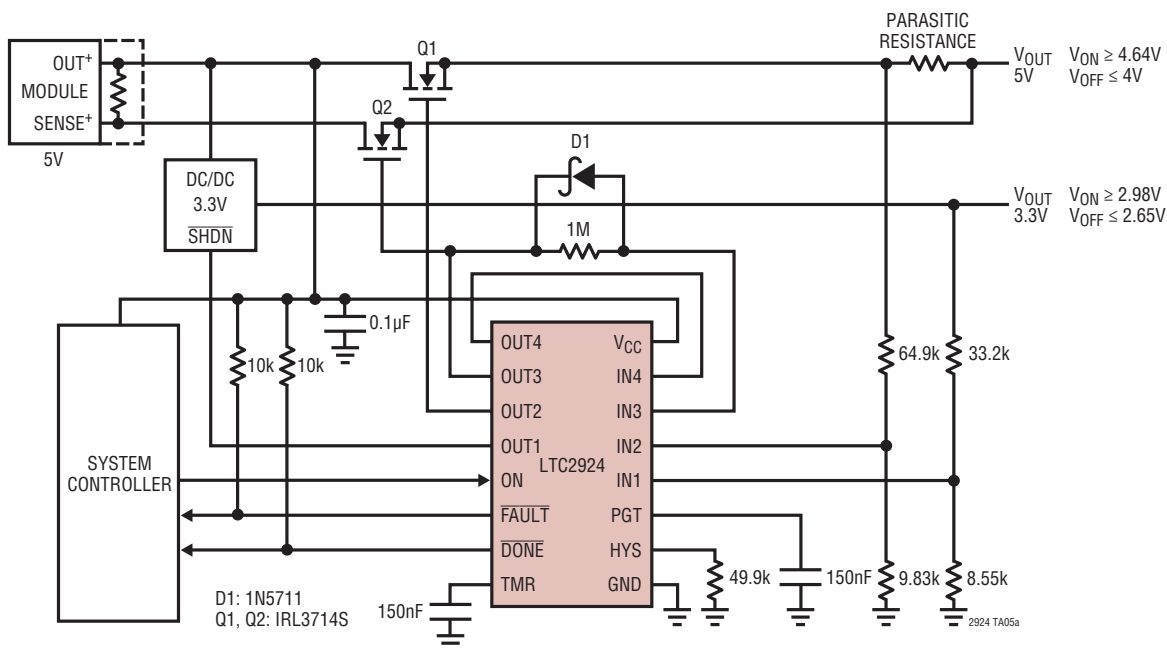 PARASITIC
RESISTANCE
Q1
OUT+
MODULE
SENSE+
5V
VOUT VON ≥ 4.64V
5V VOFF ≤ 4V
Q2
D1
DC/DC
3.3V
SHDN
VOUT VON ≥ 2.98V
3.3V VOFF ≤ 2.65V
1M
0.1µF
10k
10k
64.9k
33.2k
OUT4
VCC
OUT3
IN4
OUT2
IN3
OUT1
IN2
LTC2924
ON
IN1
SYSTEM
CONTROLLER
FAULT
PGT
DONE
HYS
TMR
GND
49.9k
150nF
9.83k
8.55k
D1: 1N5711
Q1, Q2: IRL3714S
150nF
2924 TA05a